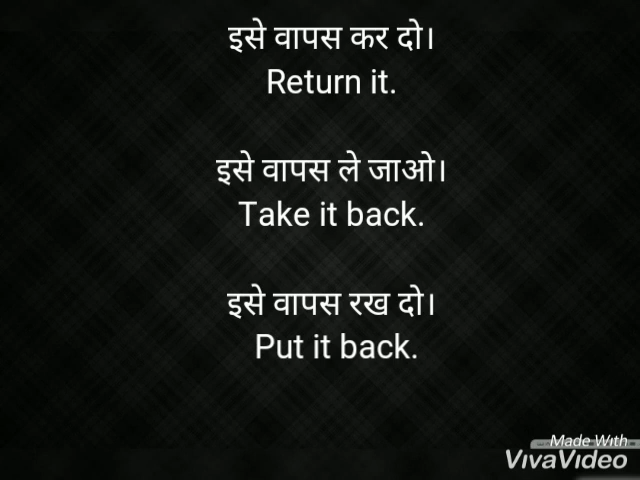 इसे वापस कर दो।
Return it.
इसे वापस ले जाओ।
Take it back.
इसे वापस रख दो।
Put it back.
Made With
VivaVideo